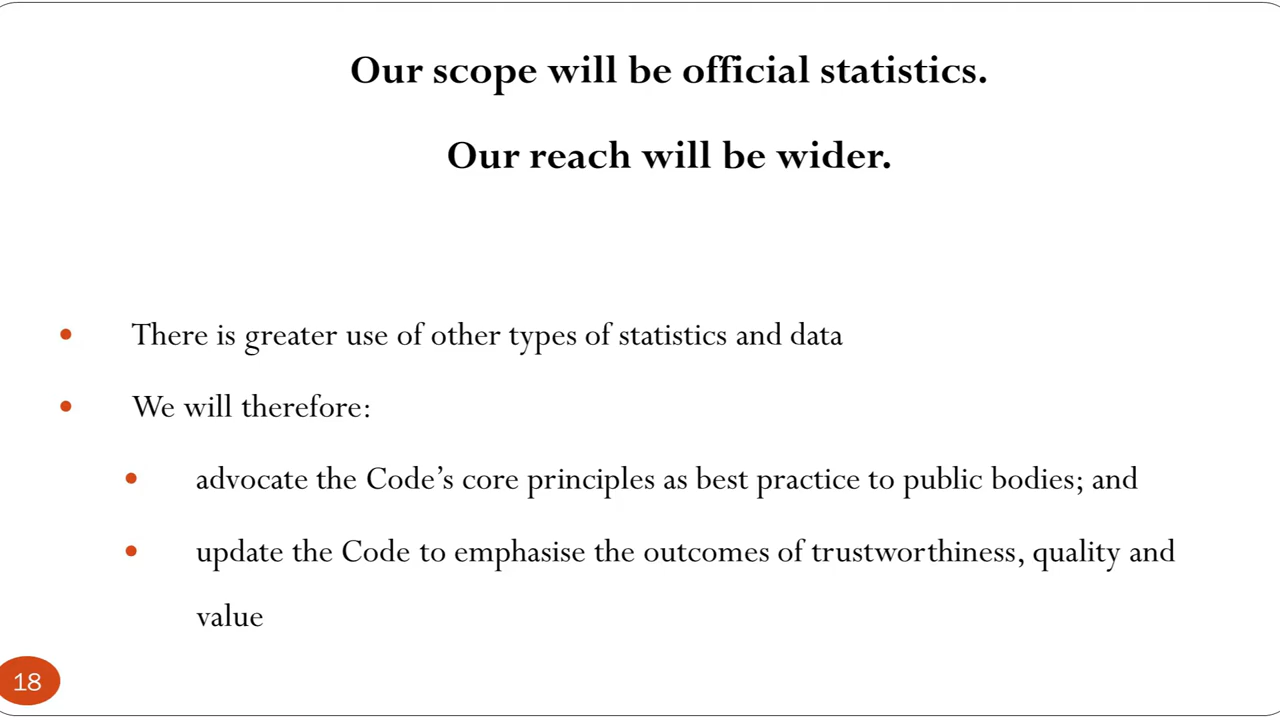 Our scope will be official statistics.
Our reach will be wider.
• There is greater use of other types of statistics and data
• We will therefore:
• advocate the Code’s core principles as best practice to public bodies; and
• update the Code to emphasise the outcomes of trustworthiness, quality and
value
18